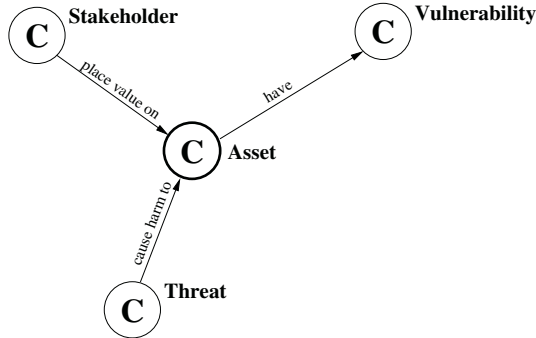 Stakeholder
C
Vulnerability
C
place value on
have
C
Asset
cause harm to
C
Threat